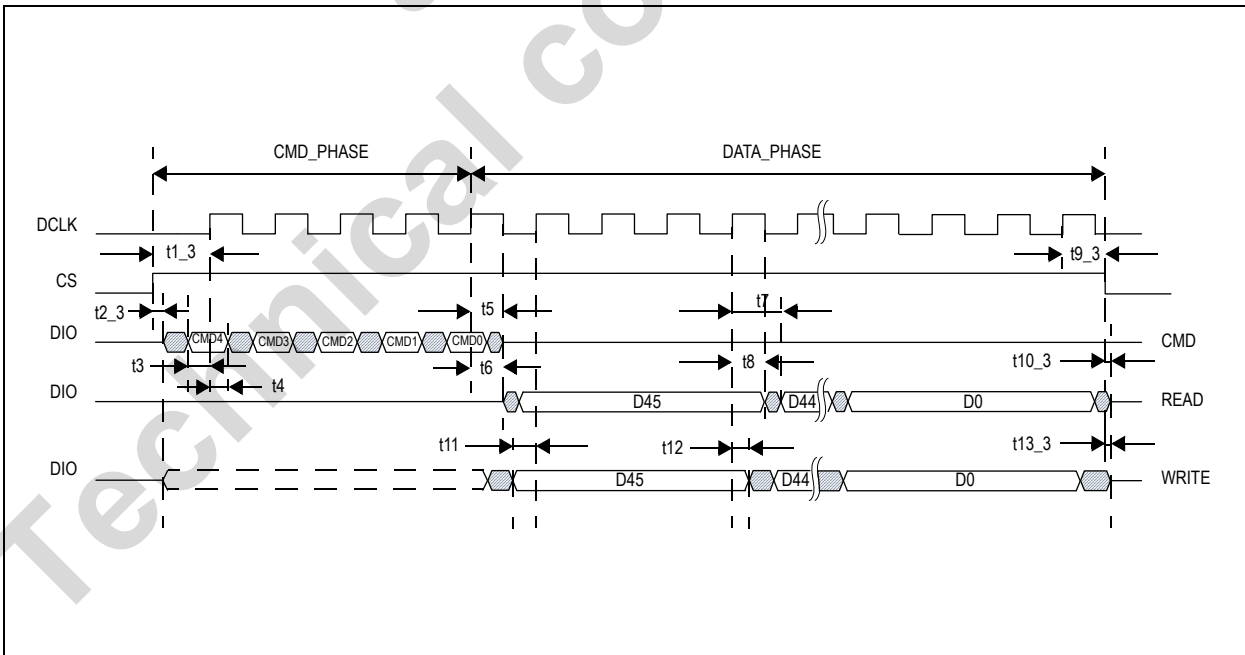 Technical co
CMD_PHASE
DATA_PHASE
DCLK
t1_3
t9_3
CS
t2_3
t5
t7
DIO
CMD4
CMD3
CMD2
CMD1
CMD0
CMD
t3
t4
t6
t8
t10_3
DIO
D45
D44
D0
READ
t11
t12
t13_3
DIO
D45
D44
D0
WRITE